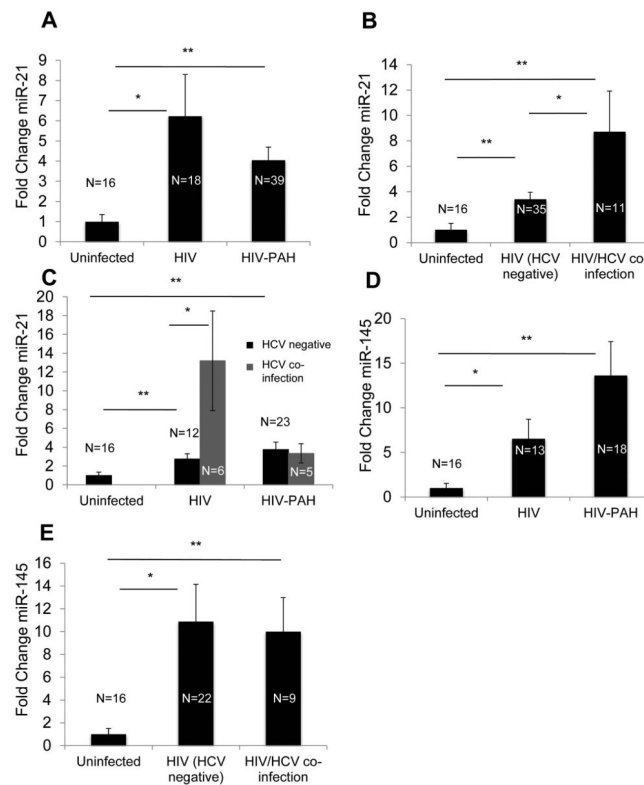 A
Fold Change miR-21
9
8
7
6
5
4
3
2
1
0
**
*
N=16
N=18
N=39
Uninfected
HIV
HIV-PAH
B
Fold Change miR-21
14
12
10
8
6
4
2
0
**
*
**
N=16
N=35
N=11
Uninfected
HIV (HCV
negative)
HIV/HCV co-
infection
C
Fold Change miR-21
20
18
16
14
12
10
8
6
4
2
0
**
*
**
HCV negative
HCV co-
infection
N=16
N=12
N=6
N=23
N=5
Uninfected
HIV
HIV-PAH
D
Fold Change miR-145
20
15
10
5
0
**
*
N=16
N=13
N=18
Uninfected
HIV
HIV-PAH
E
Fold Change miR-145
16
14
12
10
8
6
4
2
0
**
*
N=16
N=22
N=9
Uninfected
HIV (HCV
negative)
HIV/HCV co-
infection